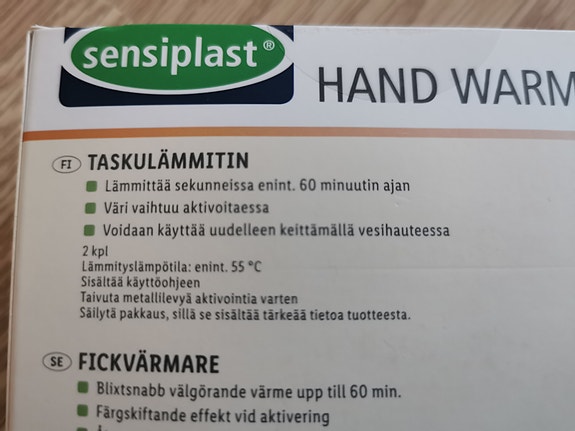 sensiplast®
HAND WARM
FI TASKULÄMMITIN
Lämmittää sekunneissa enint. 60 minuutin ajan
Väri vaihtuu aktivoitaessa
Voidaan käyttää uudelleen keittämällä vesihauteessa
2 kpl
Lämmityslämpötila: enint. 55 °C
Sisältää käyttöohjeen
Taivuta metallilevyä aktivointia varten
Säilytä pakkaus, sillä se sisältää tärkeää tietoa tuotteesta.
SE FICKVÄRMARE
Blixtsnabb välgörande värme upp till 60 min.
Färgskiftande effekt vid aktivering